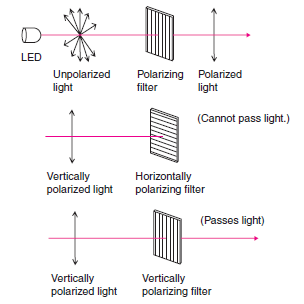 LED
Unpolarized light
Polarizing filter
Polarized light
(Cannot pass light.)
Vertically polarized light
Horizontally polarizing filter
(Passes light)
Vertically polarized light
Vertically polarizing filter